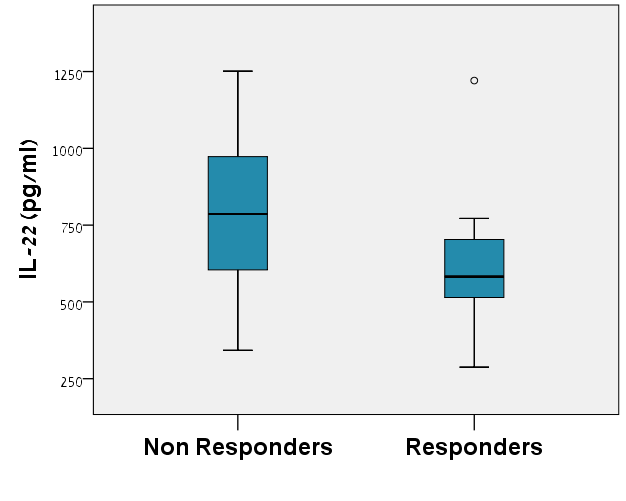 IL-22 (pg/ml)
1250
1000
750
500
250
Non Responders
Responders